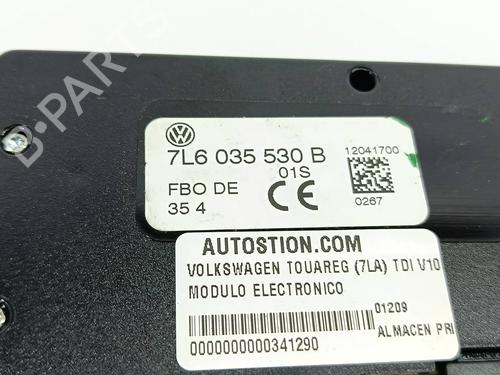 7L6 035 530 B
01S
12041700
FBO DE
35 4
CE
0267
AUTOSTION.COM
VOLKSWAGEN TOUAREG (7LA) TDI V10
MODULO ELECTRONICO
01209
0000000000341290
ALMACEN PRI